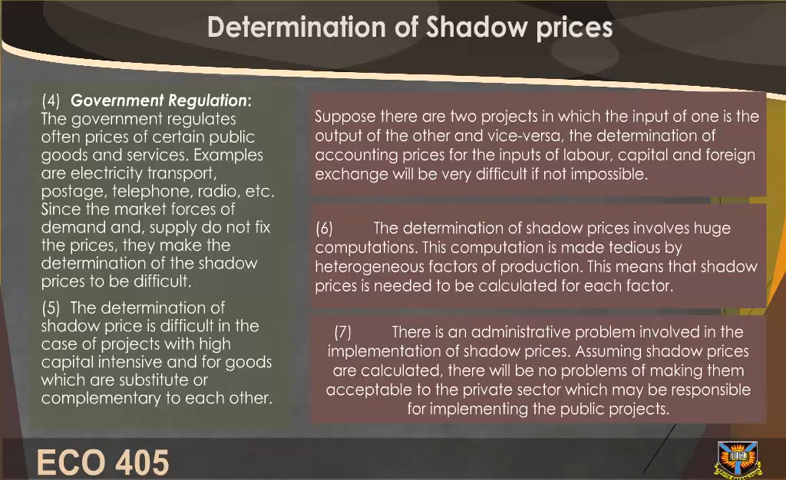 Determination of Shadow prices
(4) Government Regulation:
The government regulates
often prices of certain public
goods and services. Examples
are electricity transport,
postage, telephone, radio, etc.
Since the market forces of
demand and, supply do not fix
the prices, they make the
determination of the shadow
prices to be difficult.
(5) The determination of
shadow price is difficult in the
case of projects with high
capital intensive and for goods
which are substitute or
complementary to each other.
Suppose there are two projects in which the input of one is the
output of the other and vice-versa, the determination of
accounting prices for the inputs of labour, capital and foreign
exchange will be very difficult if not impossible.
(6) The determination of shadow prices involves huge
computations. This computation is made tedious by
heterogeneous factors of production. This means that shadow
prices is needed to be calculated for each factor.
(7) There is an administrative problem involved in the
implementation of shadow prices. Assuming shadow prices
are calculated, there will be no problems of making them
acceptable to the private sector which may be responsible
for implementing the public projects.
ECO 405